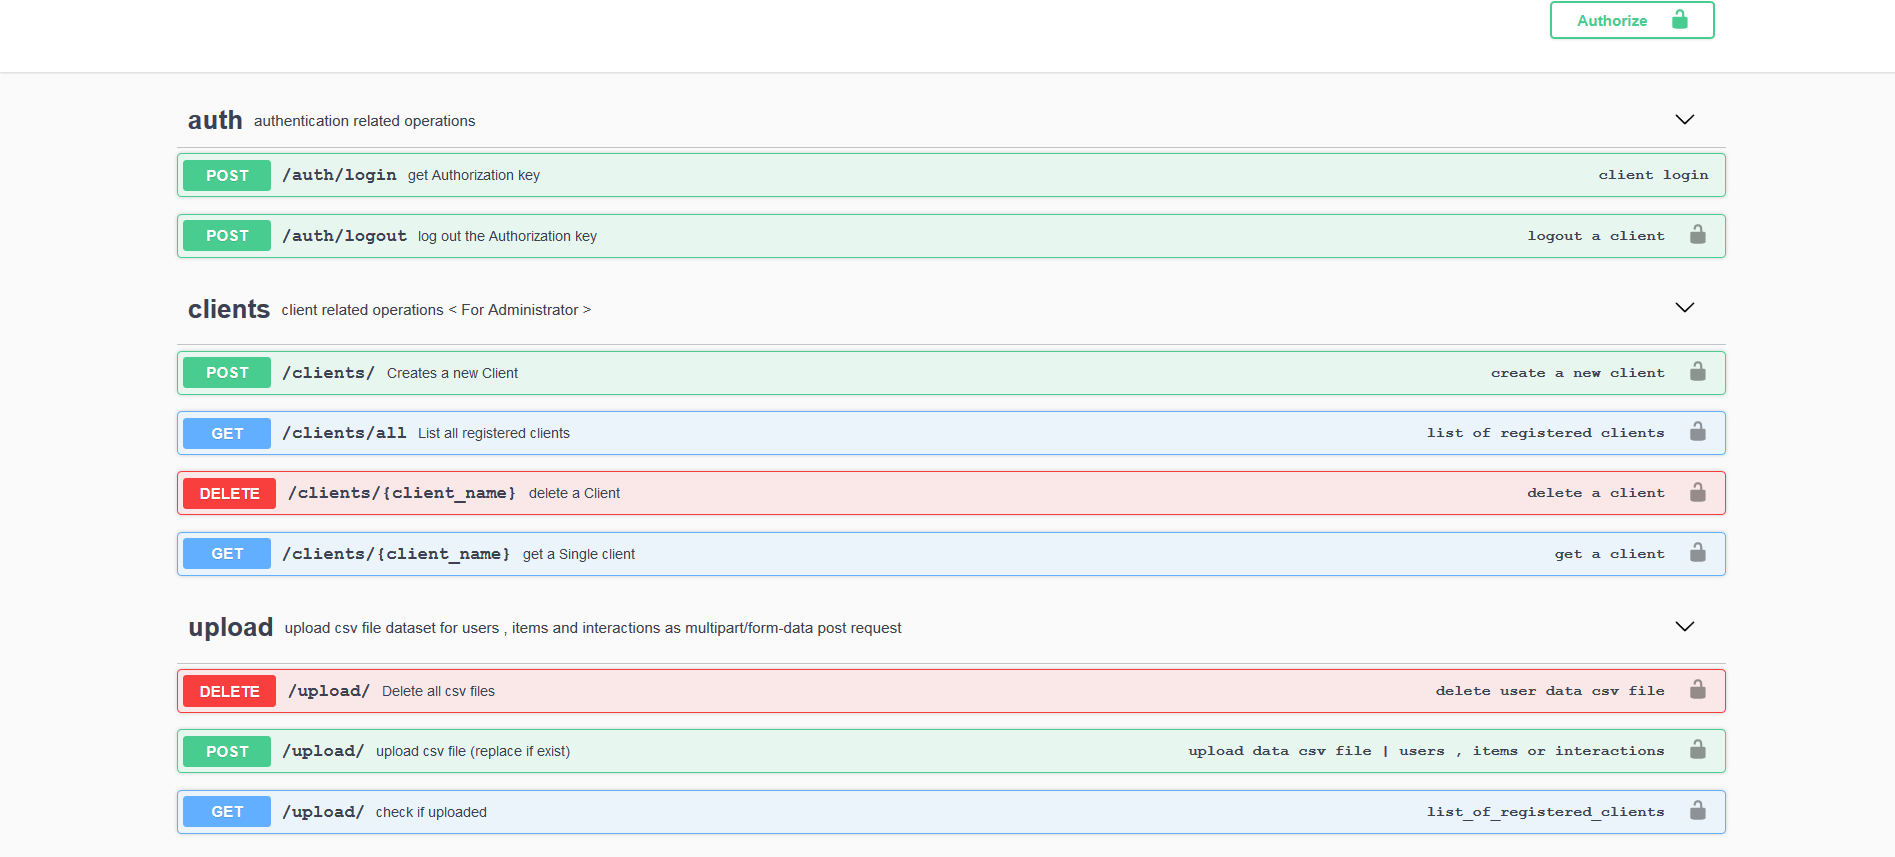 Authorize
auth authentication related operations
POST /auth/login get Authorization key client login
POST /auth/logout log out the Authorization key logout a client
clients client related operations < For Administrator >
POST /clients/ Creates a new Client create a new client
GET /clients/all List all registered clients list of registered clients
DELETE /clients/{client_name} delete a Client delete a client
GET /clients/{client_name} get a Single client get a client
upload upload csv file dataset for users , items and interactions as multipart/form-data post request
DELETE /upload/ Delete all csv files delete user data csv file
POST /upload/ upload csv file (replace if exist) upload data csv file | users , items or interactions
GET /upload/ check if uploaded list_of_registered_clients